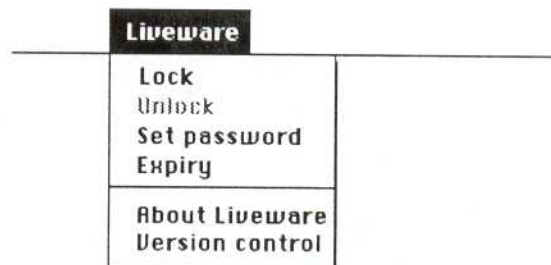 Liveware
Lock
Unlock
Set password
Expiry
About Liveware
Version control